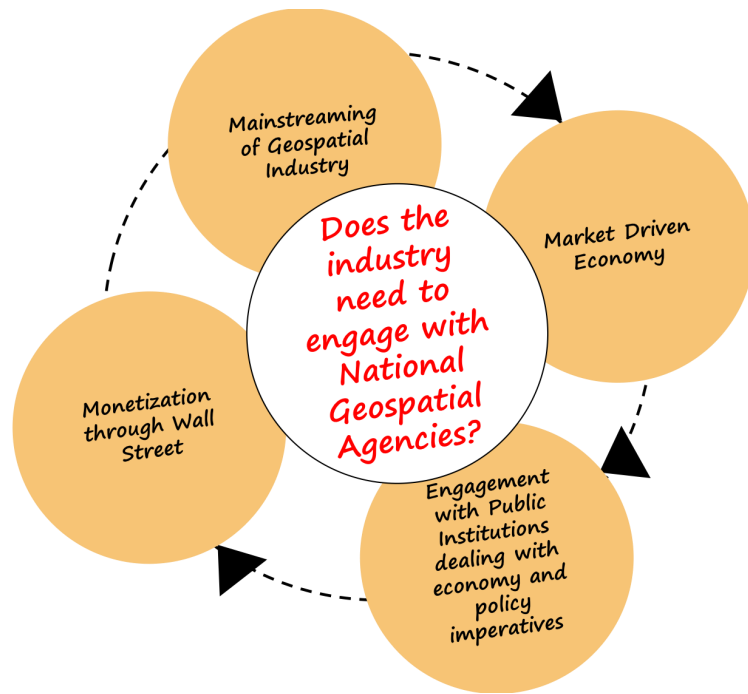 Mainstreaming
of Geospatial
Industry
Does the
industry
need to
engage with
National
Geospatial
Agencies?
Market Driven
Economy
Monetization
through Wall
Street
Engagement
with Public
Institutions
dealing with
economy and
policy
imperatives